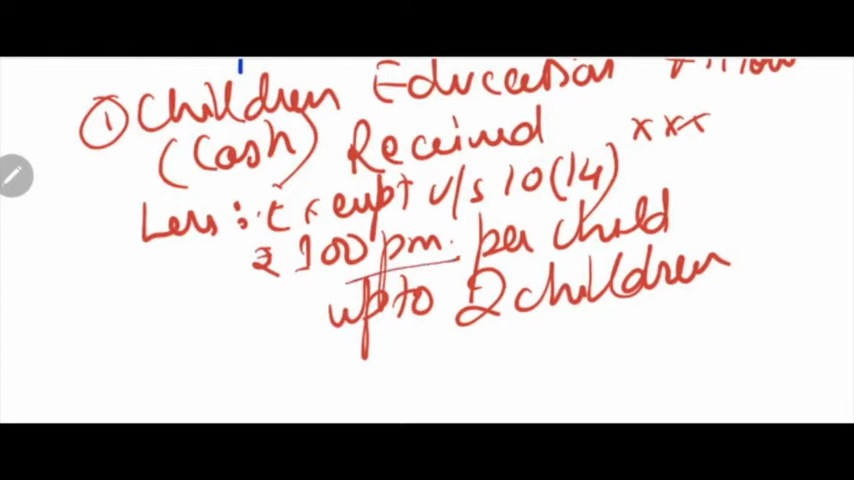 ① Children Education
(Cash) Received xxx
Less : Exempt u/s 10(14)
₹ 100 pm. per child
upto 2 children